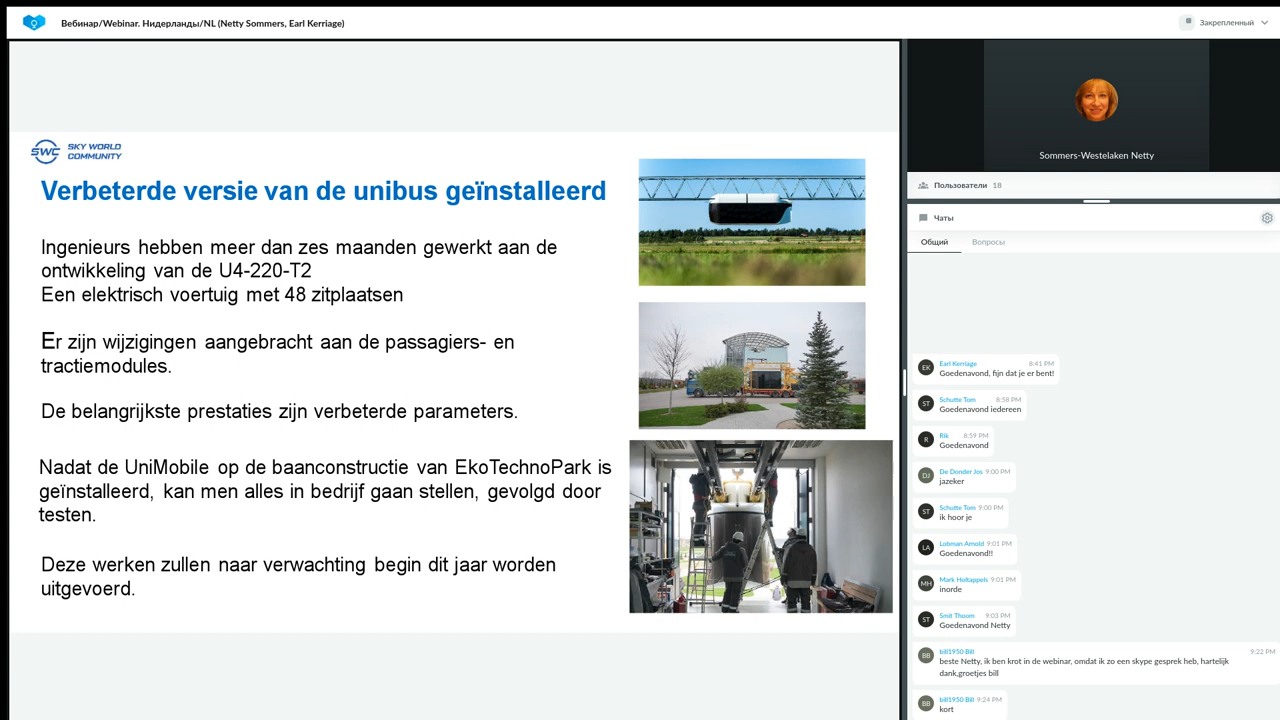 Вебинар/Webinar. Нидерланды/NL (Netty Sommers, Earl Kerriage)
Закрепленный
SWC SKY WORLD
COMMUNITY
Verbeterde versie van de unibus geïnstalleerd
Ingenieurs hebben meer dan zes maanden gewerkt aan de
ontwikkeling van de U4-220-T2
Een elektrisch voertuig met 48 zitplaatsen
Er zijn wijzigingen aangebracht aan de passagiers- en
tractiemodules.
De belangrijkste prestaties zijn verbeterde parameters.
Nadat de UniMobile op de baanconstructie van EkoTechnoPark is
geïnstalleerd, kan men alles in bedrijf gaan stellen, gevolgd door
testen.
Deze werken zullen naar verwachting begin dit jaar worden
uitgevoerd.
Sommers-Westelaken Netty
Пользователи 18
Чаты
Общий Вопросы
EK Earl Kerriage 8:41 PM
Goedenavond, fijn dat je er bent!
ST Schutte Tom 8:58 PM
Goedenavond iedereen
R Rik 8:59 PM
Goedenavond
DJ De Donder Jos 9:00 PM
jazeker
ST Schutte Tom 9:00 PM
ik hoor je
LA Lobman Arnold 9:01 PM
Goedenavond!!
MH Mark Holtappels 9:01 PM
inorde
ST Smit Thoom 9:03 PM
Goedenavond Netty
BB bill1950 Bill 9:22 PM
beste Netty, ik ben krot in de webinar, omdat ik zo een skype gesprek heb, hartelijk
dank,groetjes bill
BB bill1950 Bill 9:24 PM
kort